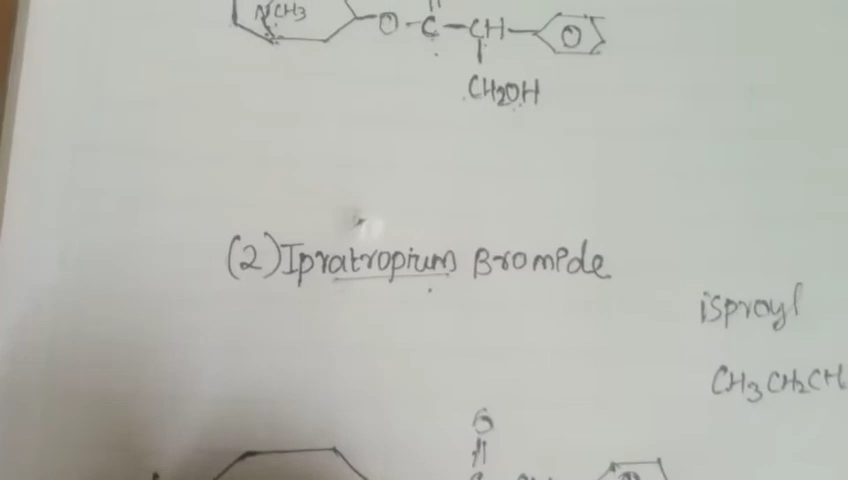 NCH3
O-C-CH-
CH2OH
(2) Ipratropium Bromide
isproyl
CH3CH2CH
O